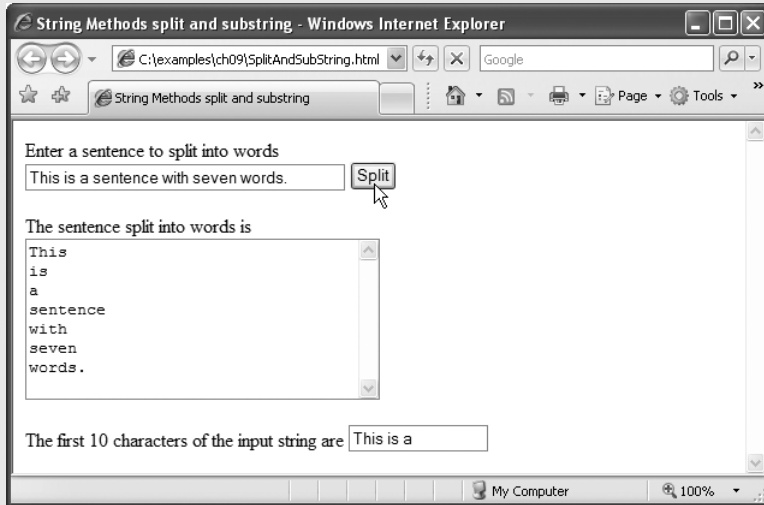 String Methods split and substring - Windows Internet Explorer
C:\examples\ch09\SplitAndSubString.html
Google
String Methods split and substring
Page
Tools
»
Enter a sentence to split into words
This is a sentence with seven words.
Split
The sentence split into words is
This
is
a
sentence
with
seven
words.
The first 10 characters of the input string are
This is a
My Computer
100%